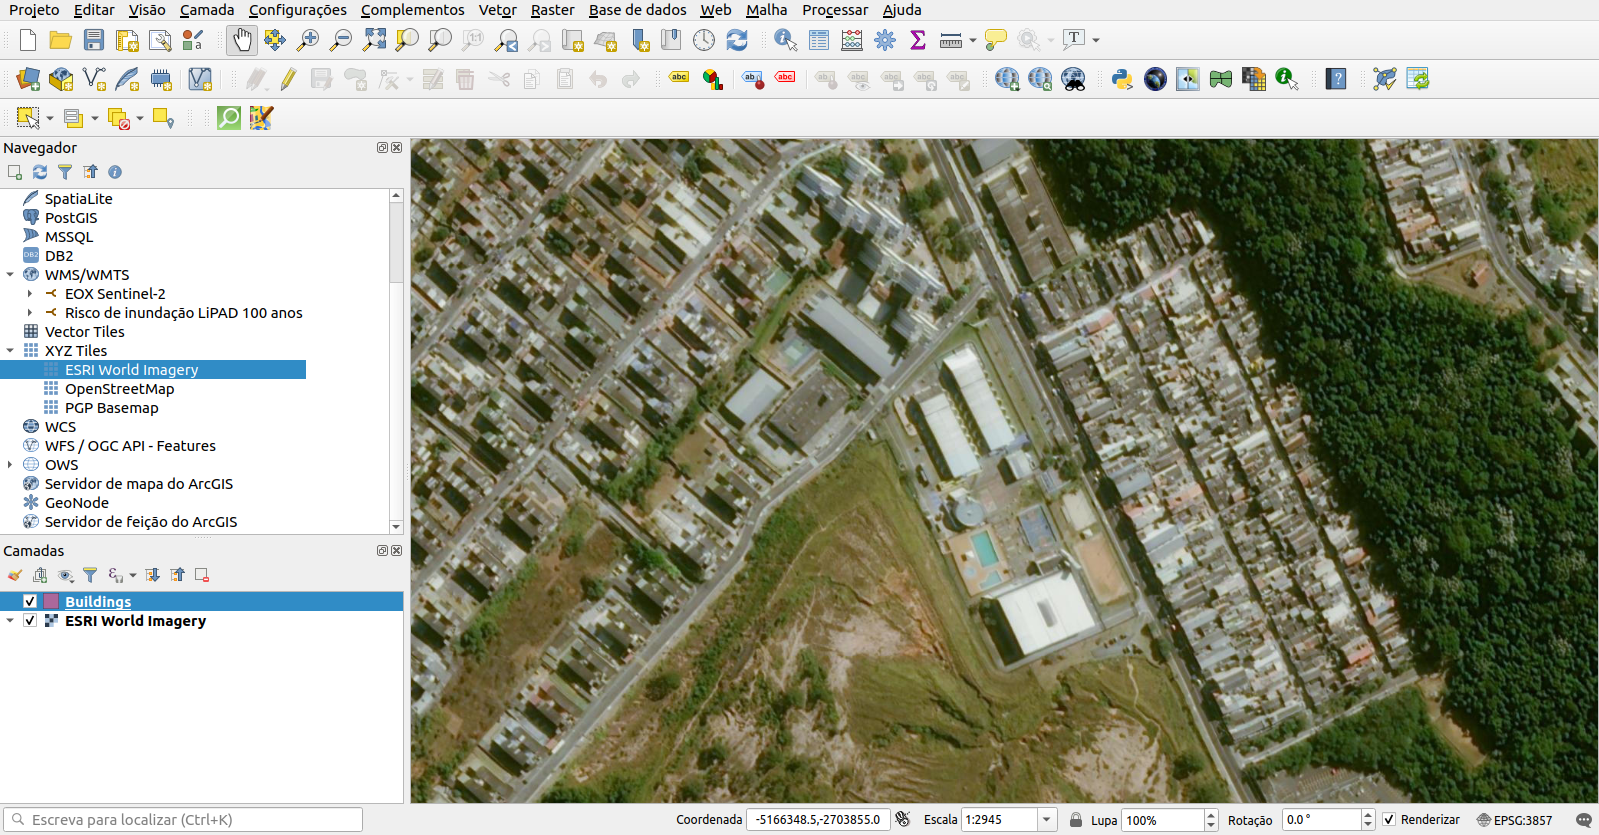 Projeto Editar Visão Camada Configurações Complementos Vetor Raster Base de dados Web Malha Processar Ajuda
Navegador
SpatiaLite
PostGIS
MSSQL
DB2
WMS/WMTS
EOX Sentinel-2
Risco de inundação LiPAD 100 anos
Vector Tiles
XYZ Tiles
ESRI World Imagery
OpenStreetMap
PGP Basemap
WCS
WFS / OGC API - Features
OWS
Servidor de mapa do ArcGIS
GeoNode
Servidor de feição do ArcGIS
Camadas
Buildings
ESRI World Imagery
Escreva para localizar (Ctrl+K) Coordenada -5166348.5,-2703855.0 Escala 1:2945 Lupa 100% Rotação 0.0 ° Renderizar EPSG:3857